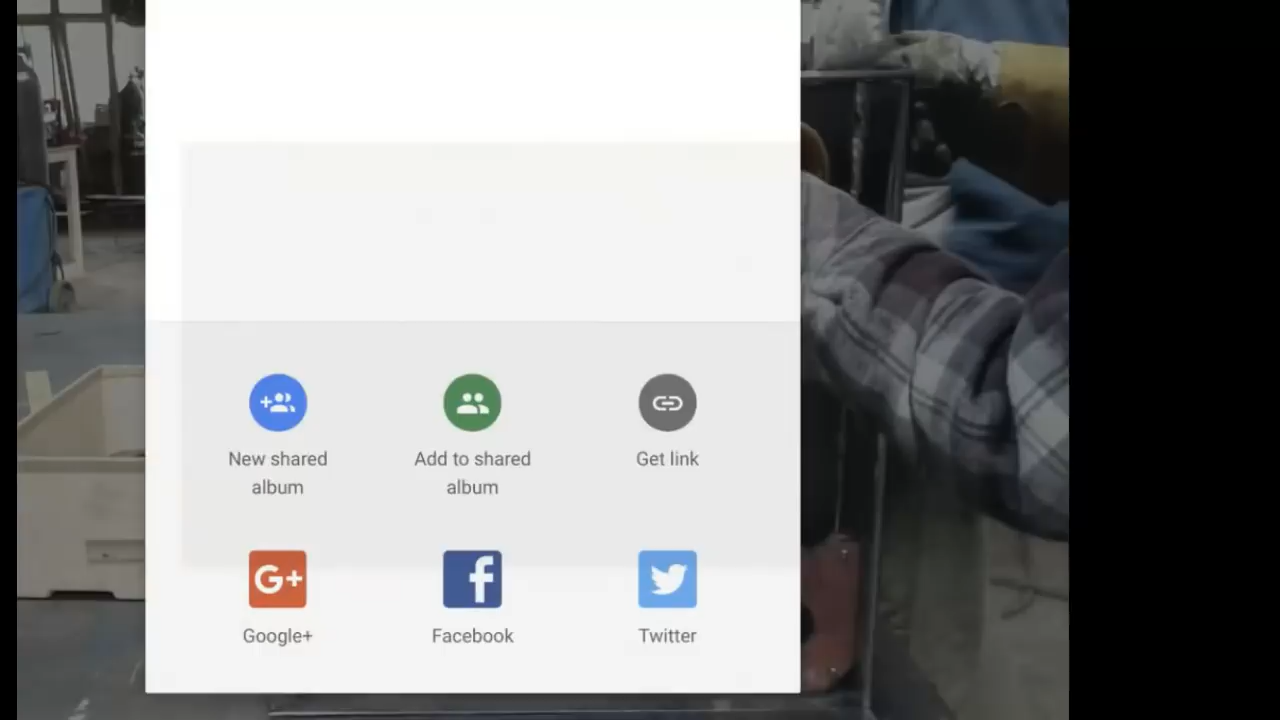 New shared
album
Add to shared
album
Get link
G+
Google+
Facebook
Twitter